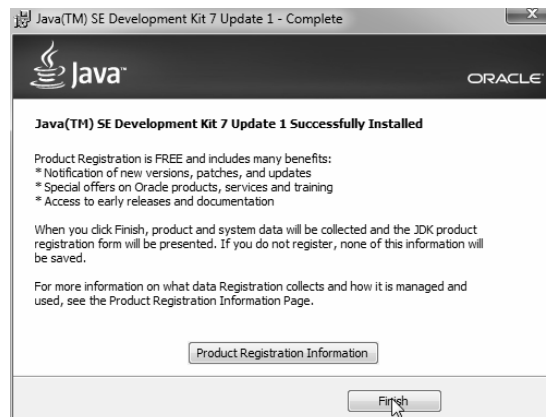 Java(TM) SE Development Kit 7 Update 1 - Complete
Java™
ORACLE
Java(TM) SE Development Kit 7 Update 1 Successfully Installed
Product Registration is FREE and includes many benefits:
* Notification of new versions, patches, and updates
* Special offers on Oracle products, services and training
* Access to early releases and documentation
When you click Finish, product and system data will be collected and the JDK product
registration form will be presented. If you do not register, none of this information will
be saved.
For more information on what data Registration collects and how it is managed and
used, see the Product Registration Information Page.
Product Registration Information
Finish